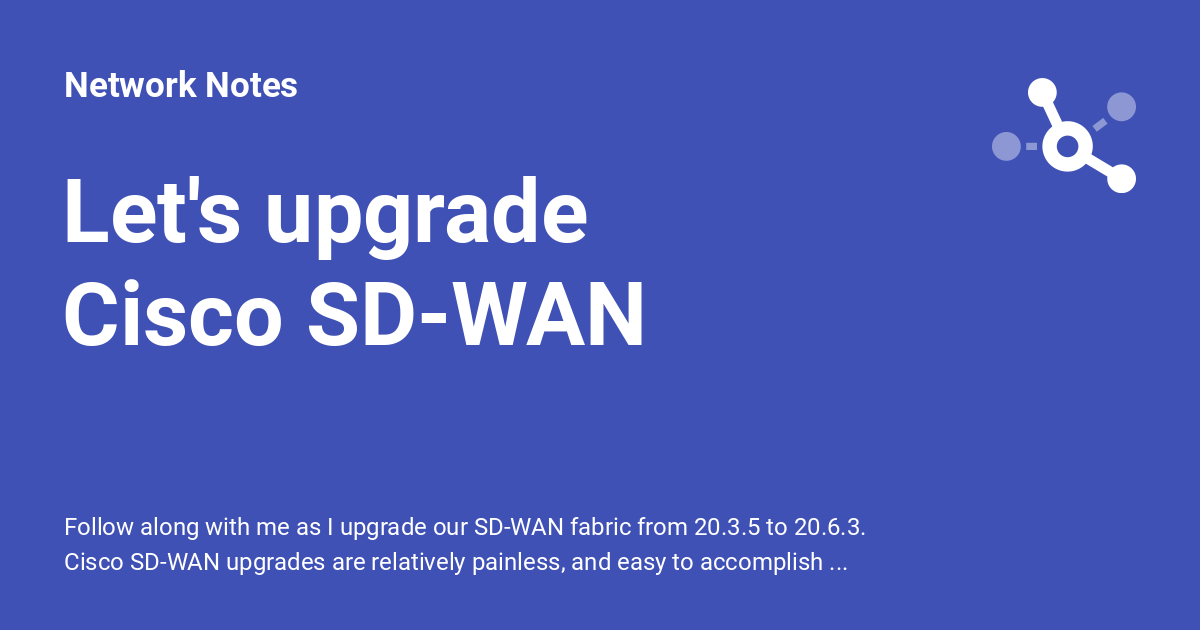 Network Notes
Let's upgrade
Cisco SD-WAN
Follow along with me as I upgrade our SD-WAN fabric from 20.3.5 to 20.6.3.
Cisco SD-WAN upgrades are relatively painless, and easy to accomplish ...